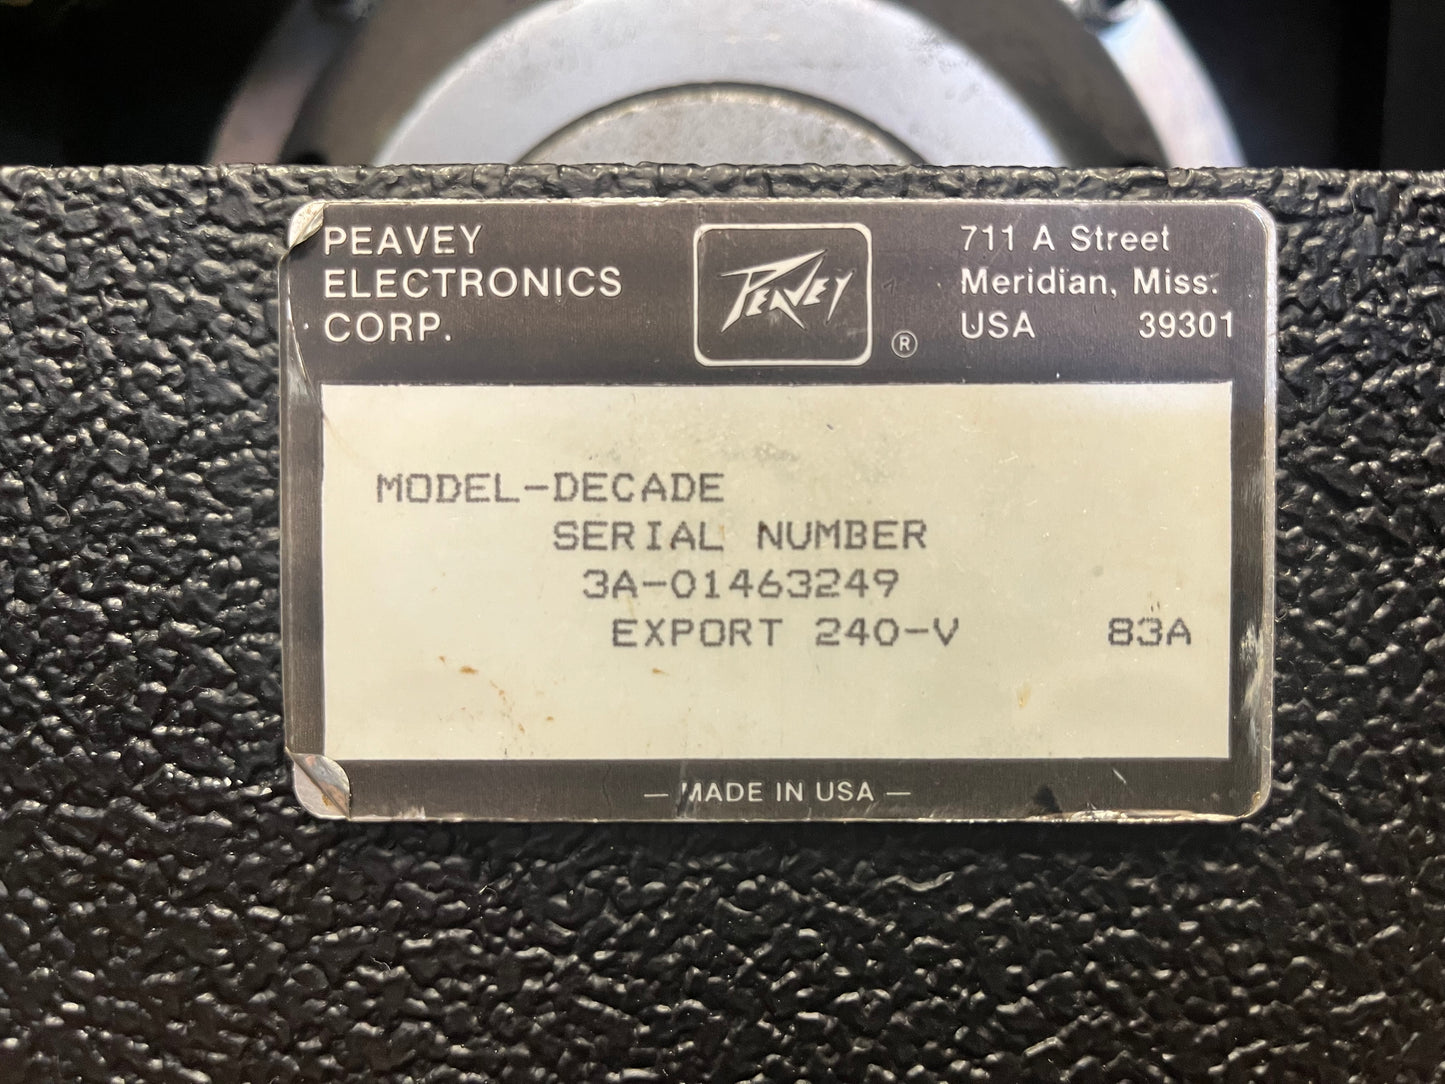 PEAVEY
ELECTRONICS
CORP.
PEAVEY
®
711 A Street
Meridian, Miss.
USA 39301
MODEL-DECADE
SERIAL NUMBER
3A-01463249
EXPORT 240-V 83A
— MADE IN USA —